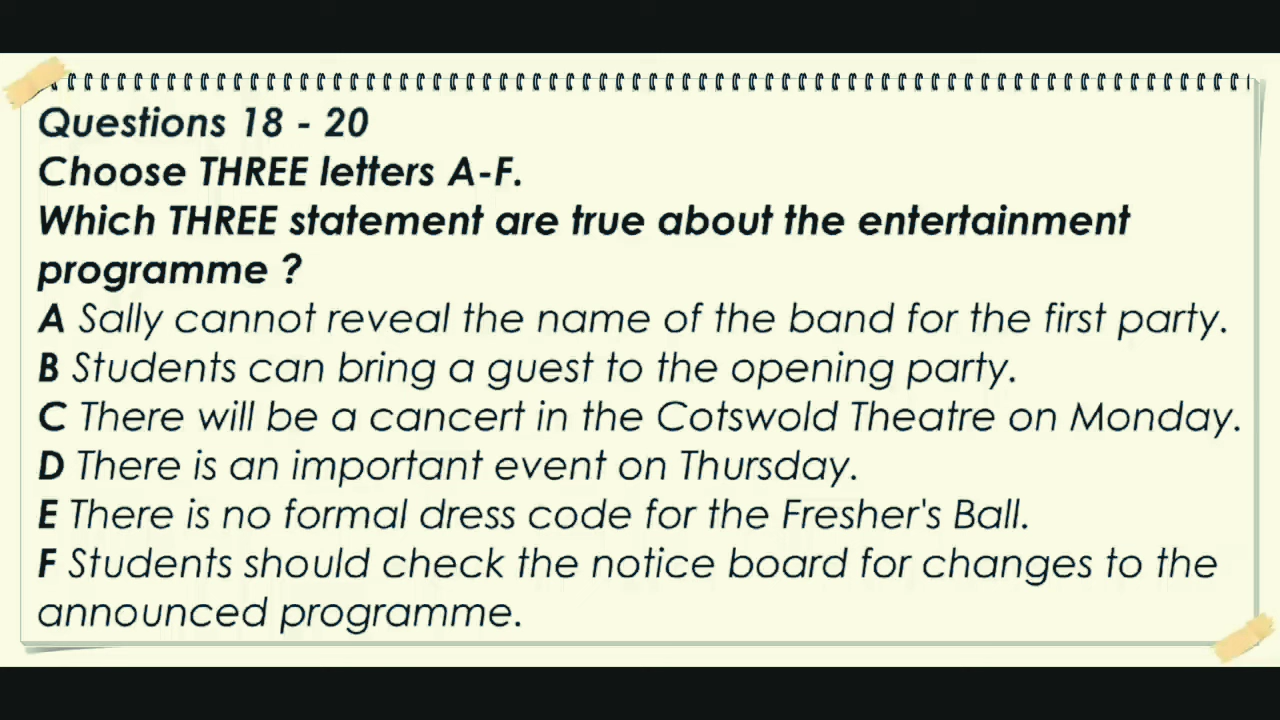 Questions 18 - 20
Choose THREE letters A-F.
Which THREE statement are true about the entertainment
programme ?
A Sally cannot reveal the name of the band for the first party.
B Students can bring a guest to the opening party.
C There will be a cancert in the Cotswold Theatre on Monday.
D There is an important event on Thursday.
E There is no formal dress code for the Fresher's Ball.
F Students should check the notice board for changes to the
announced programme.